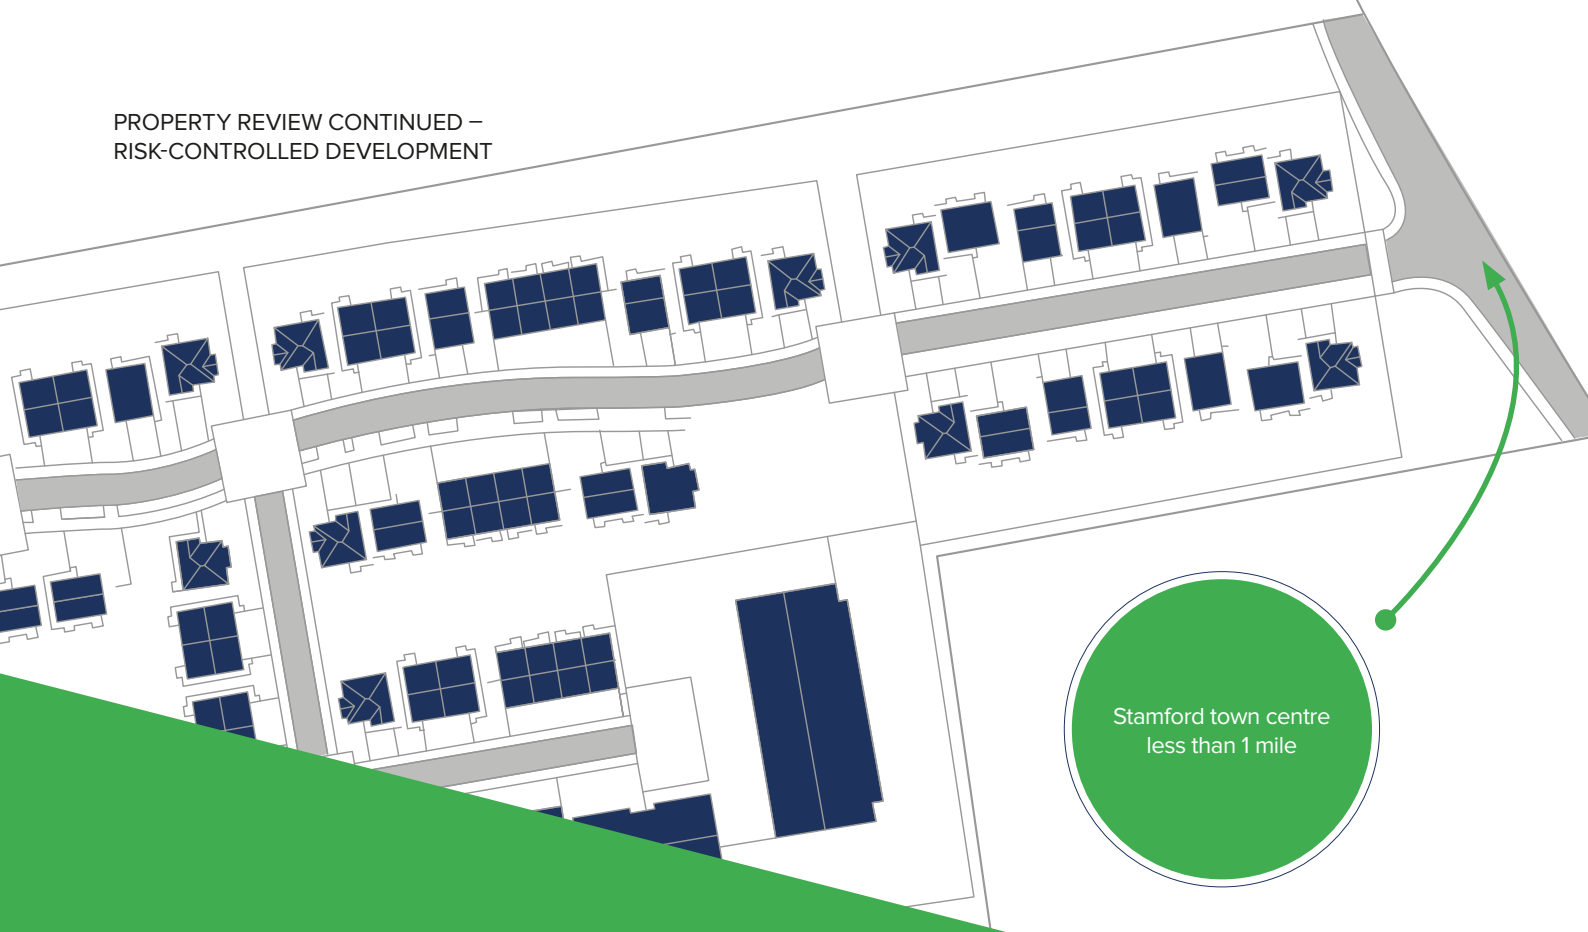 PROPERTY REVIEW CONTINUED –
RISK-CONTROLLED DEVELOPMENT
Stamford town centre
less than 1 mile